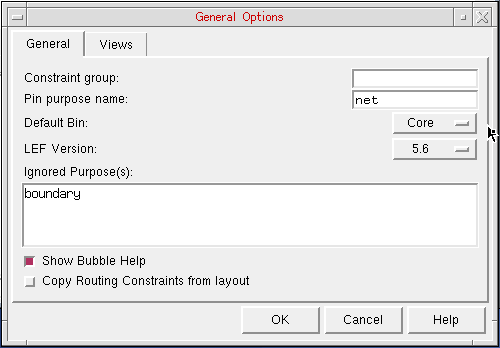 General Options
General
Views
Constraint group:
Pin purpose name: net
Default Bin: Core
LEF Version: 5.6
Ignored Purpose(s):
boundary
Show Bubble Help
Copy Routing Constraints from layout
OK Cancel Help